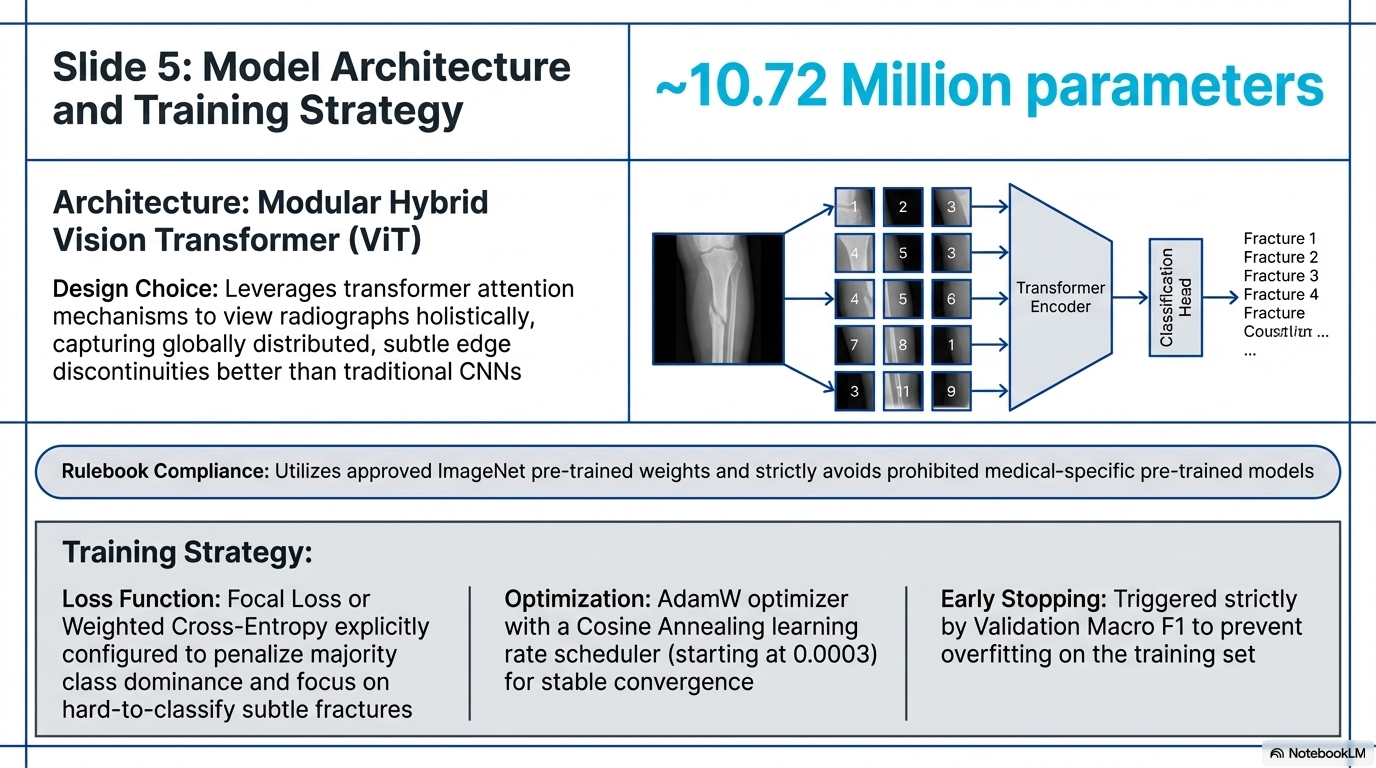 Slide 5: Model Architecture
and Training Strategy
~10.72 Million parameters
Architecture: Modular Hybrid
Vision Transformer (ViT)
Design Choice: Leverages transformer attention
mechanisms to view radiographs holistically,
capturing globally distributed, subtle edge
discontinuities better than traditional CNNs
1 2 3
4 5 3
4 5 6
7 8 1
3 11 9
Transformer
Encoder
Classification
Head
Fracture 1
Fracture 2
Fracture 3
Fracture 4
Fracture
...
...
Rulebook Compliance: Utilizes approved ImageNet pre-trained weights and strictly avoids prohibited medical-specific pre-trained models
Training Strategy:
Loss Function: Focal Loss or
Weighted Cross-Entropy explicitly
configured to penalize majority
class dominance and focus on
hard-to-classify subtle fractures
Optimization: AdamW optimizer
with a Cosine Annealing learning
rate scheduler (starting at 0.0003)
for stable convergence
Early Stopping: Triggered strictly
by Validation Macro F1 to prevent
overfitting on the training set
NotebookLM